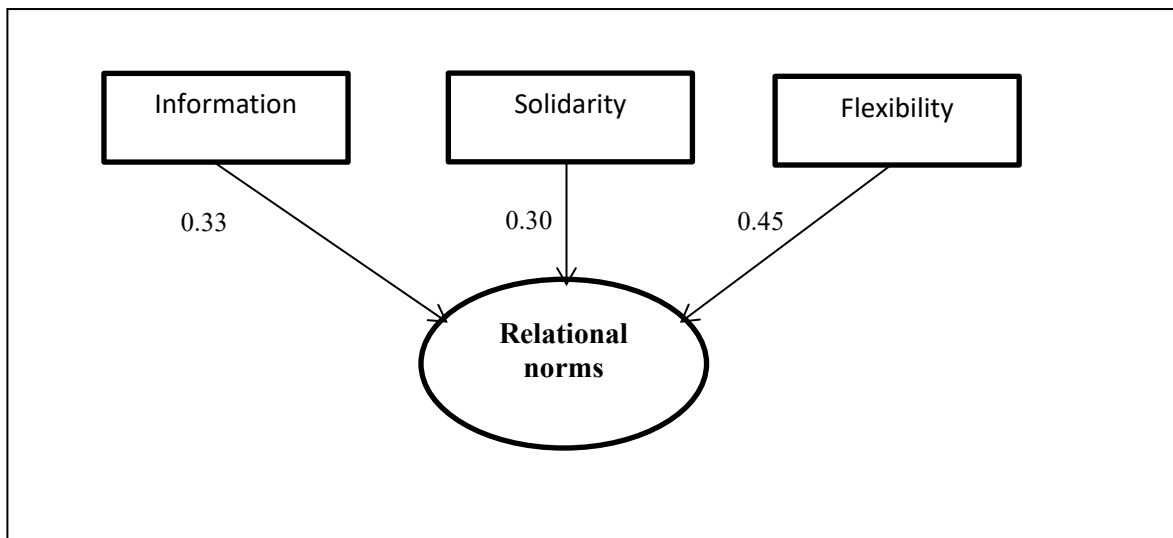 Information
Solidarity
Flexibility
0.33
0.30
0.45
Relational
norms